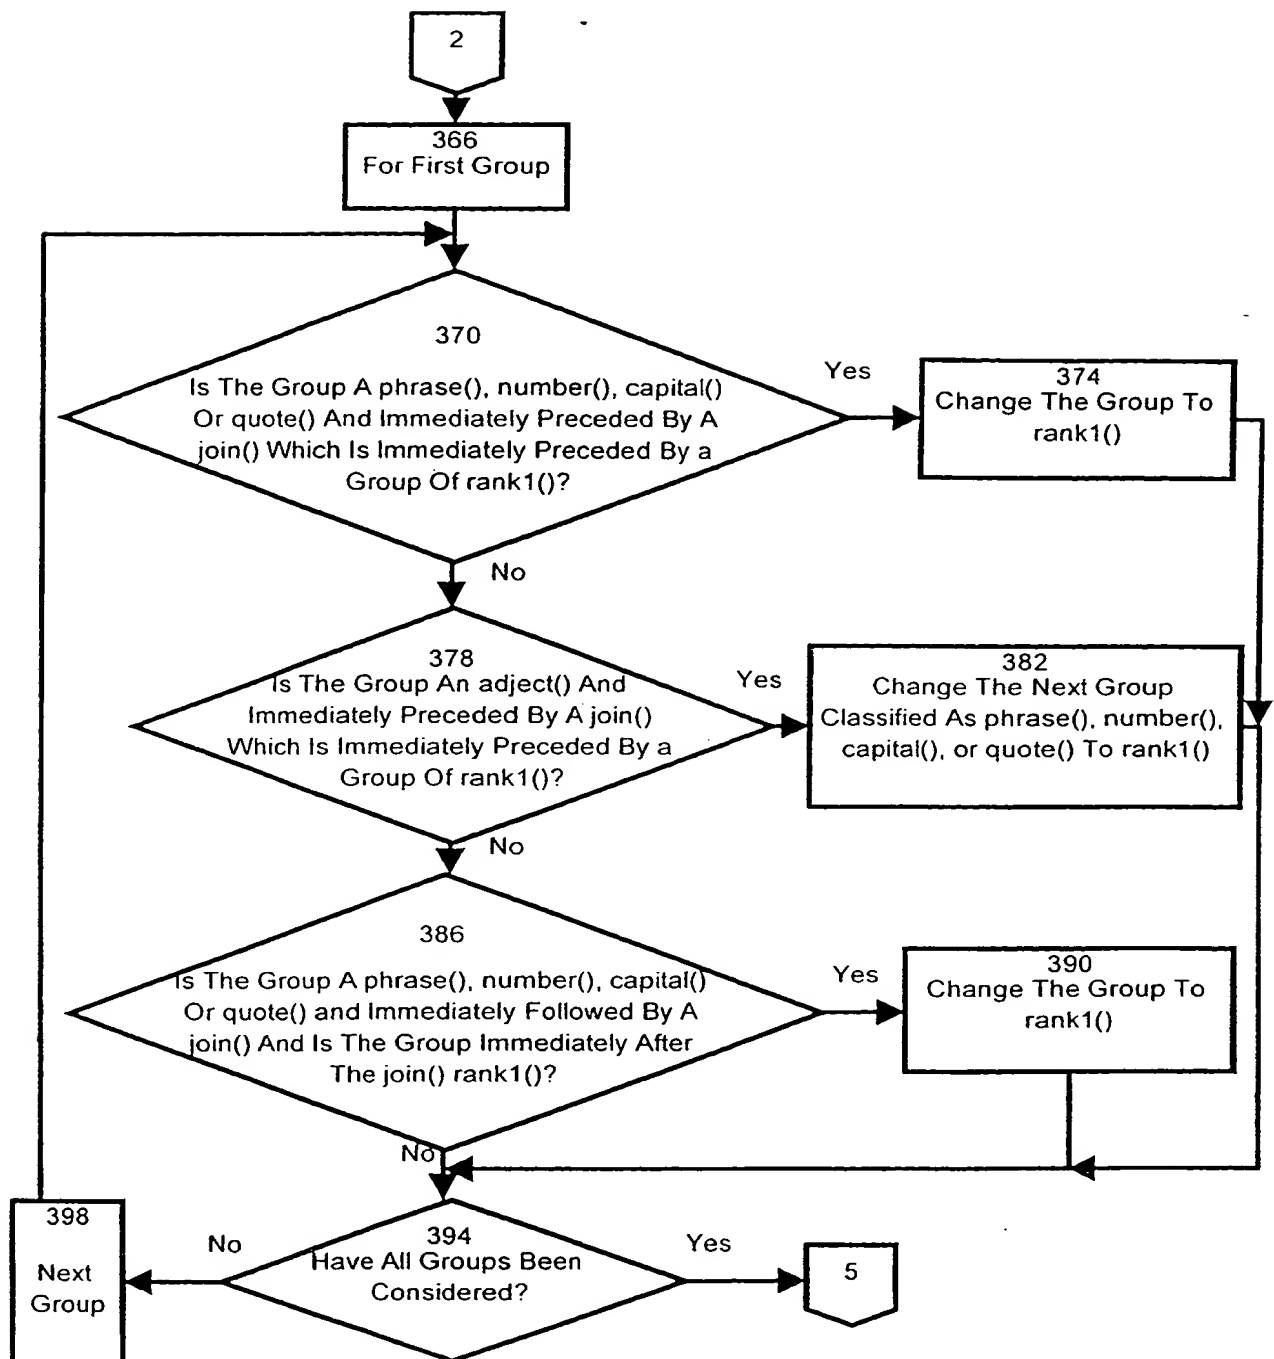 2
366
For First Group
370
Is The Group A phrase(), number(), capital()
Or quote() And Immediately Preceded By A
join() Which Is Immediately Preceded By a
Group Of rank1()?
Yes
374
Change The Group To
rank1()
No
378
Is The Group An adject() And
Immediately Preceded By A join()
Which Is Immediately Preceded By a
Group Of rank1()?
Yes
382
Change The Next Group
Classified As phrase(), number(),
capital(), or quote() To rank1()
No
386
Is The Group A phrase(), number(), capital()
Or quote() and Immediately Followed By A
join() And Is The Group Immediately After
The join() rank1()?
Yes
390
Change The Group To
rank1()
No
394
Have All Groups Been
Considered?
No
398
Next
Group
Yes
5